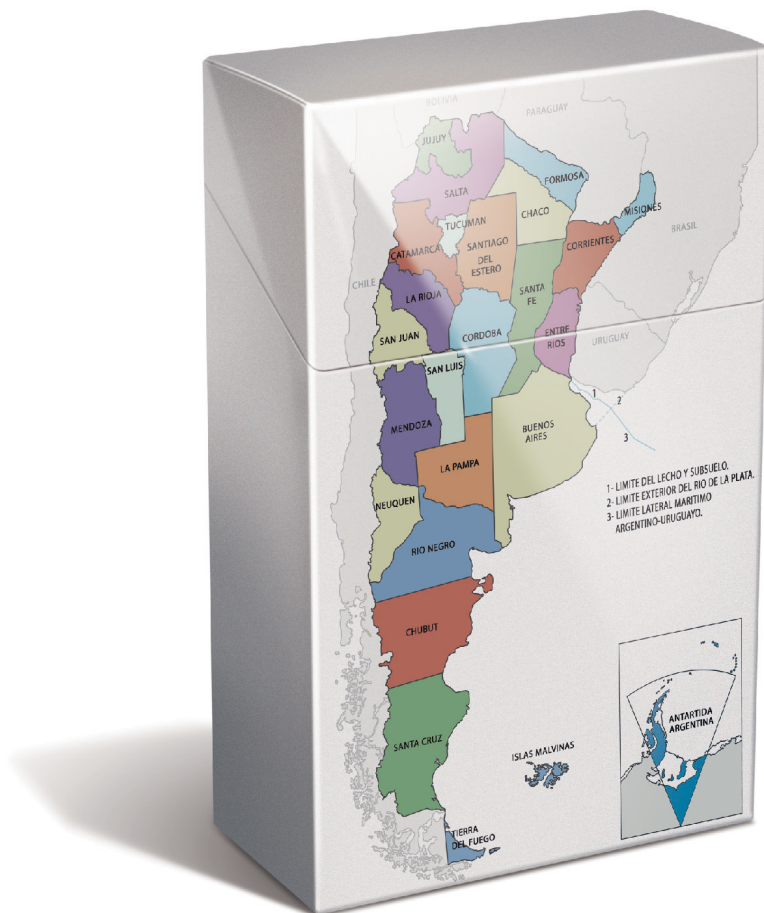 BOLIVIA
PARAGUAY
JUJUY
FORMOSA
SALTA
CHACO
MISIONES
TUCUMAN
BRASIL
CATAMARCA
SANTIAGO
DEL
ESTERO
CORRIENTES
CHILE
LA RIOJA
SANTA
FE
SAN JUAN
CORDOBA
ENTRE
RIOS
URUGUAY
SAN LUIS
1
2
3
MENDOZA
BUENOS
AIRES
LA PAMPA
1- LIMITE DEL LECHO Y SUBSUELO.
2- LIMITE EXTERIOR DEL RIO DE LA PLATA.
3- LIMITE LATERAL MARITIMO
ARGENTINO-URUGUAYO.
NEUQUEN
RIO NEGRO
CHUBUT
ANTARTIDA
ARGENTINA
SANTA CRUZ
ISLAS MALVINAS
TIERRA
DEL FUEGO